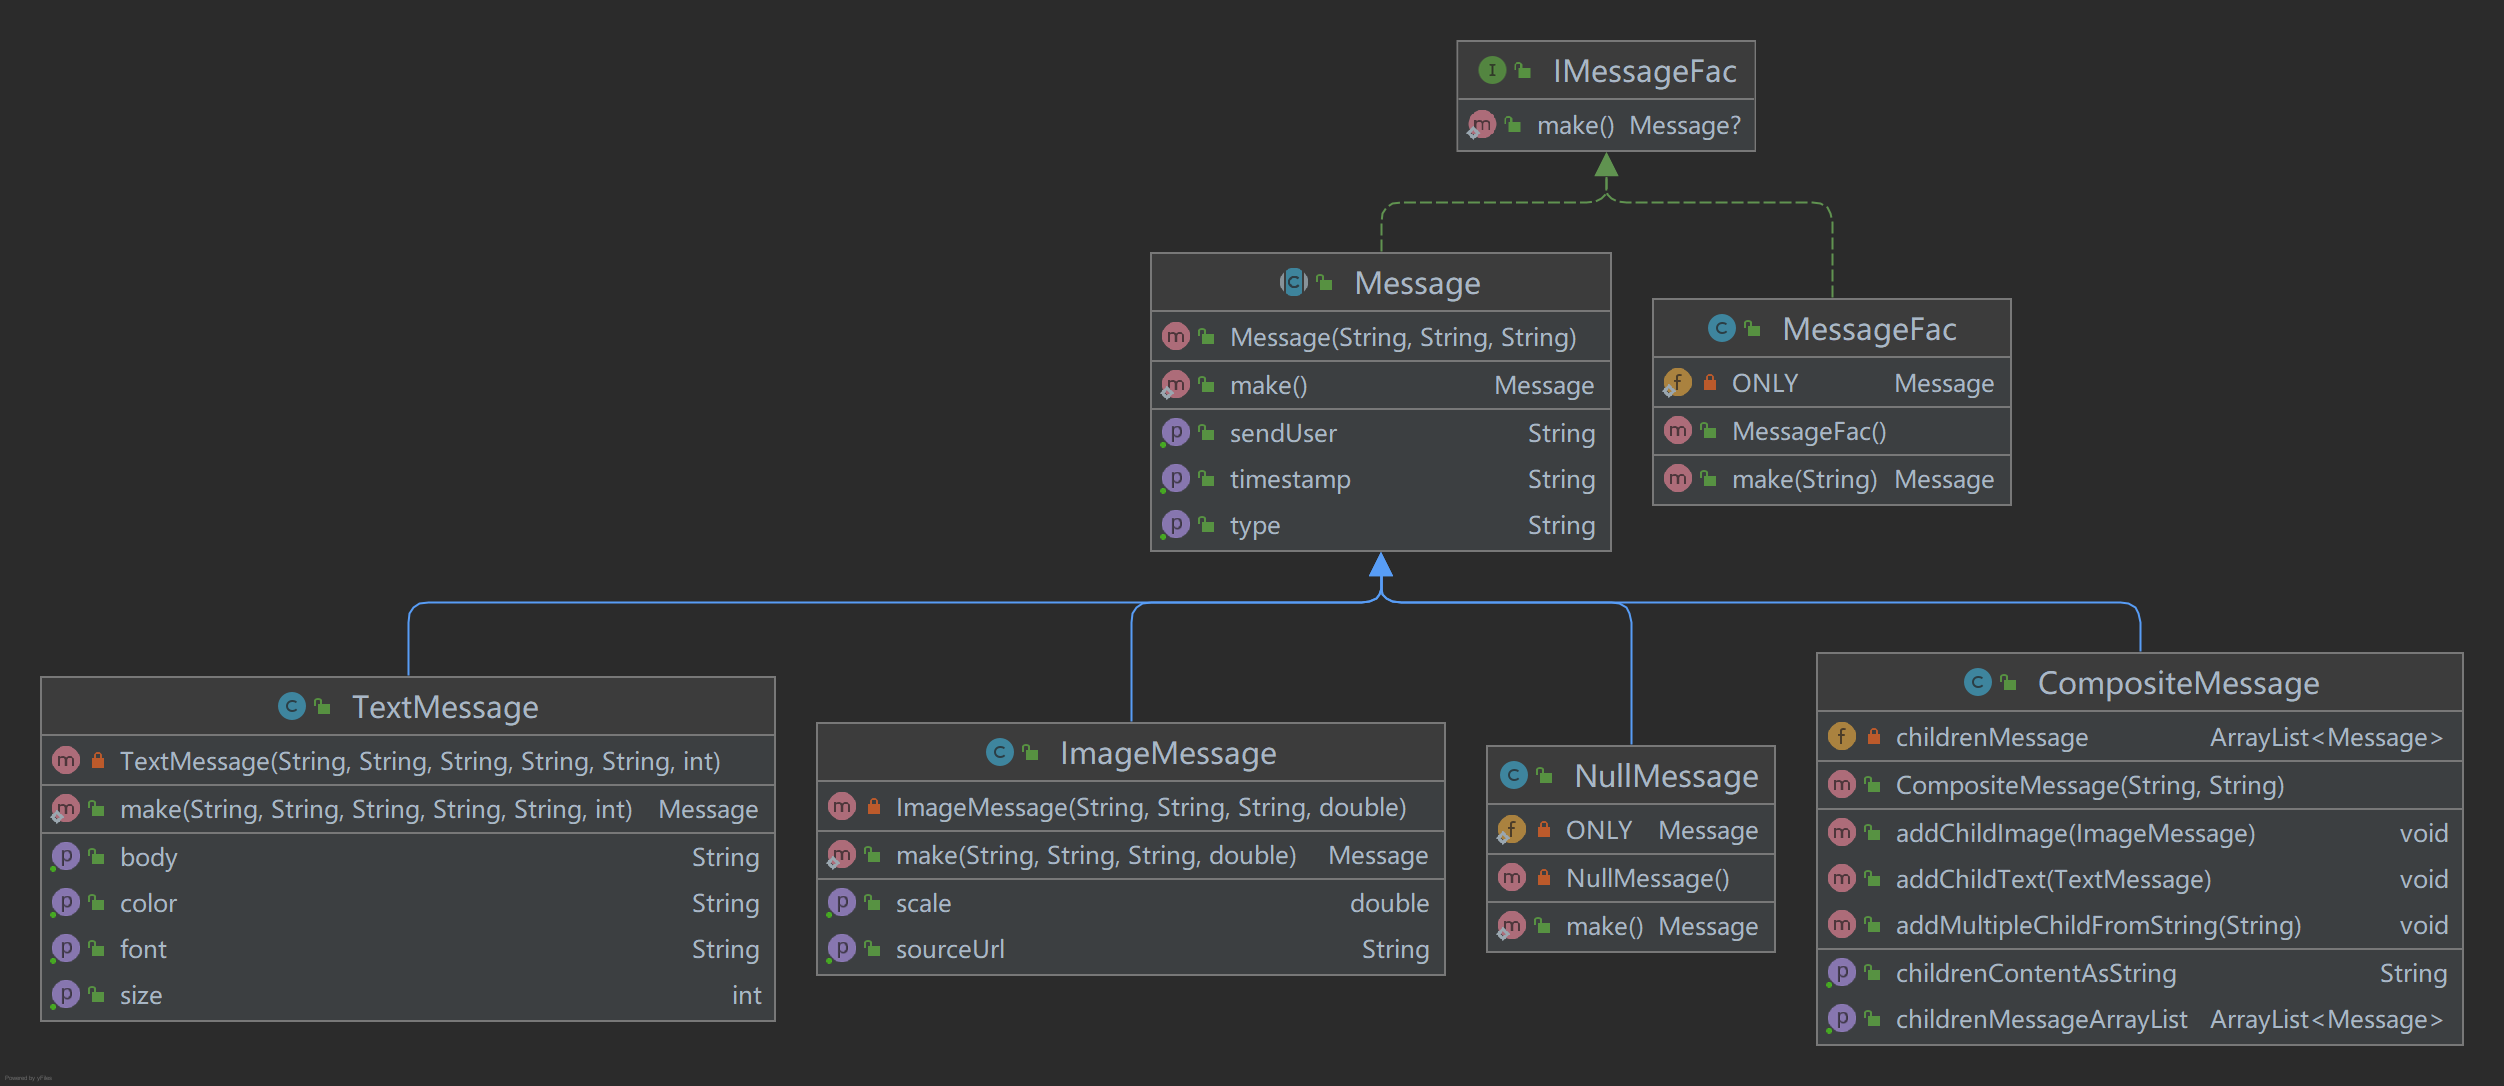 IMessageFac
make() Message?
Message
Message(String, String, String)
make() Message
sendUser String
timestamp String
type String
MessageFac
ONLY Message
MessageFac()
make(String) Message
TextMessage
TextMessage(String, String, String, String, String, int)
make(String, String, String, String, String, int) Message
body String
color String
font String
size int
ImageMessage
ImageMessage(String, String, String, double)
make(String, String, String, double) Message
scale double
sourceUrl String
NullMessage
ONLY Message
NullMessage()
make() Message
CompositeMessage
childrenMessage ArrayList<Message>
CompositeMessage(String, String)
addChildImage(ImageMessage) void
addChildText(TextMessage) void
addMultipleChildFromString(String) void
childrenContentAsString String
childrenMessageArrayList ArrayList<Message>
Powered by yFiles